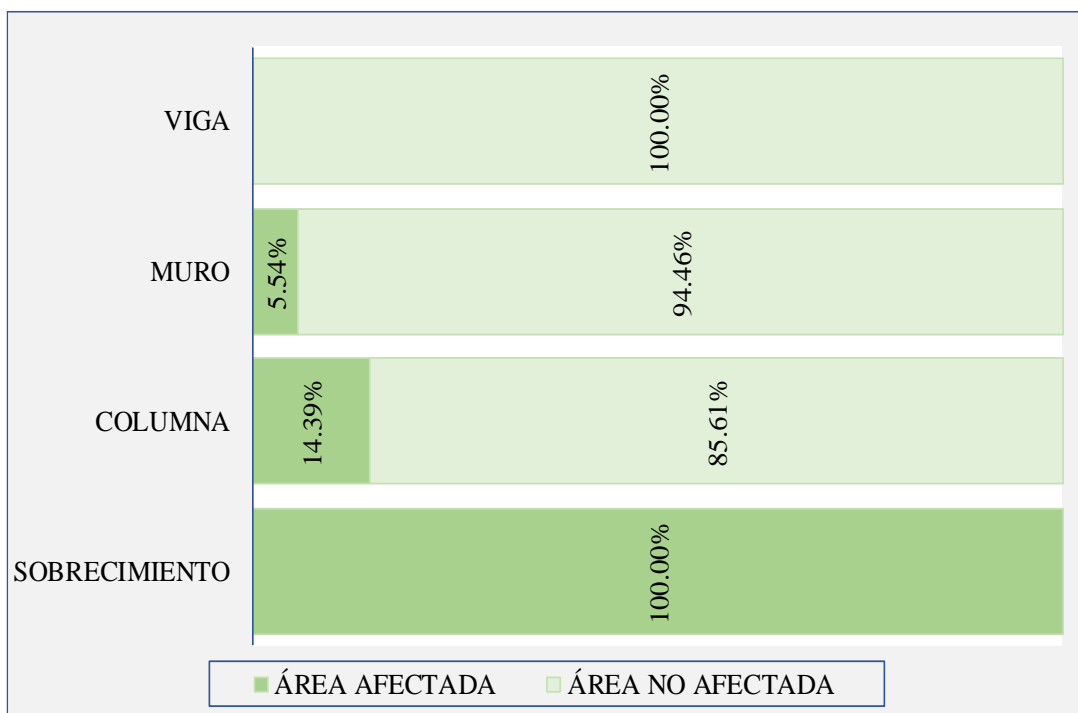 VIGA
100.00%
MURO
5.54%
94.46%
COLUMNA
14.39%
85.61%
SOBRECIMIENTO
100.00%
ÁREA AFECTADA
ÁREA NO AFECTADA